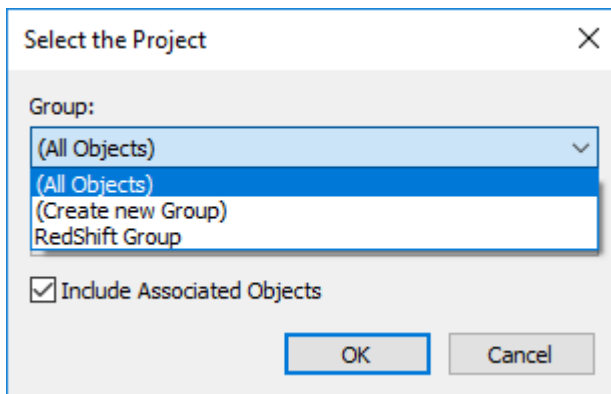 Select the Project
Group:
(All Objects)
(All Objects)
(Create new Group)
RedShift Group
Include Associated Objects
OK
Cancel